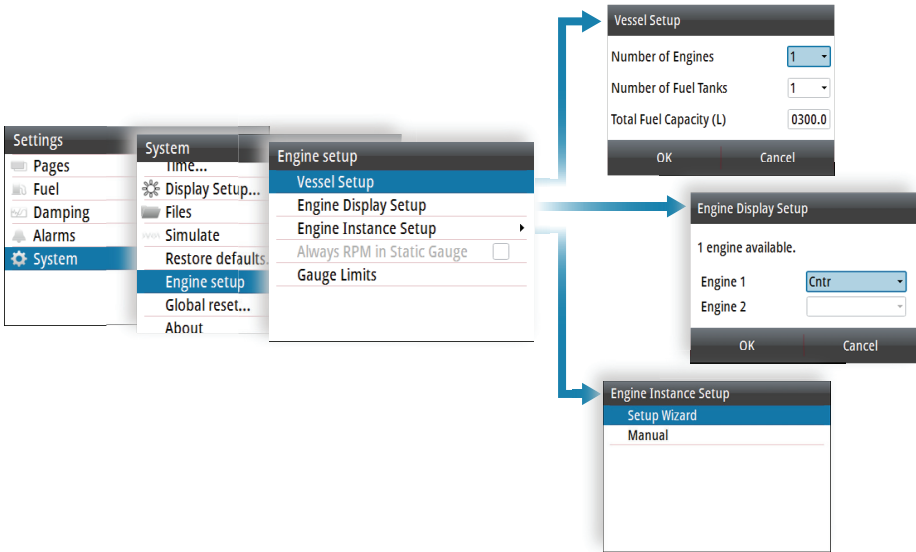 Settings
Pages
Fuel
Damping
Alarms
System
System
Time...
Display Setup...
Files
Simulate
Restore defaults.
Engine setup
Global reset...
About
Engine setup
Vessel Setup
Engine Display Setup
Engine Instance Setup
Always RPM in Static Gauge
Gauge Limits
Vessel Setup
Number of Engines 1
Number of Fuel Tanks 1
Total Fuel Capacity (L) 0300.0
OK Cancel
Engine Display Setup
1 engine available.
Engine 1 Cntr
Engine 2
OK Cancel
Engine Instance Setup
Setup Wizard
Manual